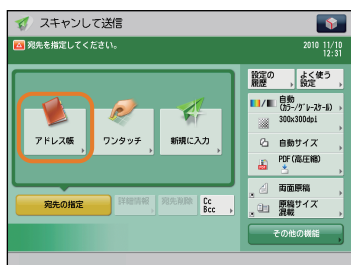 スキャンして送信
宛先を指定してください。
2010 11/10
12:31
設定の
履歴
よく使う
設定
アドレス帳
ワンタッチ
新規に入力
自動
(カラー/グレースケール)
300x300dpi
自動サイズ
PDF(高圧縮)
両面原稿
原稿サイズ
混載
宛先の指定
詳細情報
宛先削除
Cc
Bcc
その他の機能